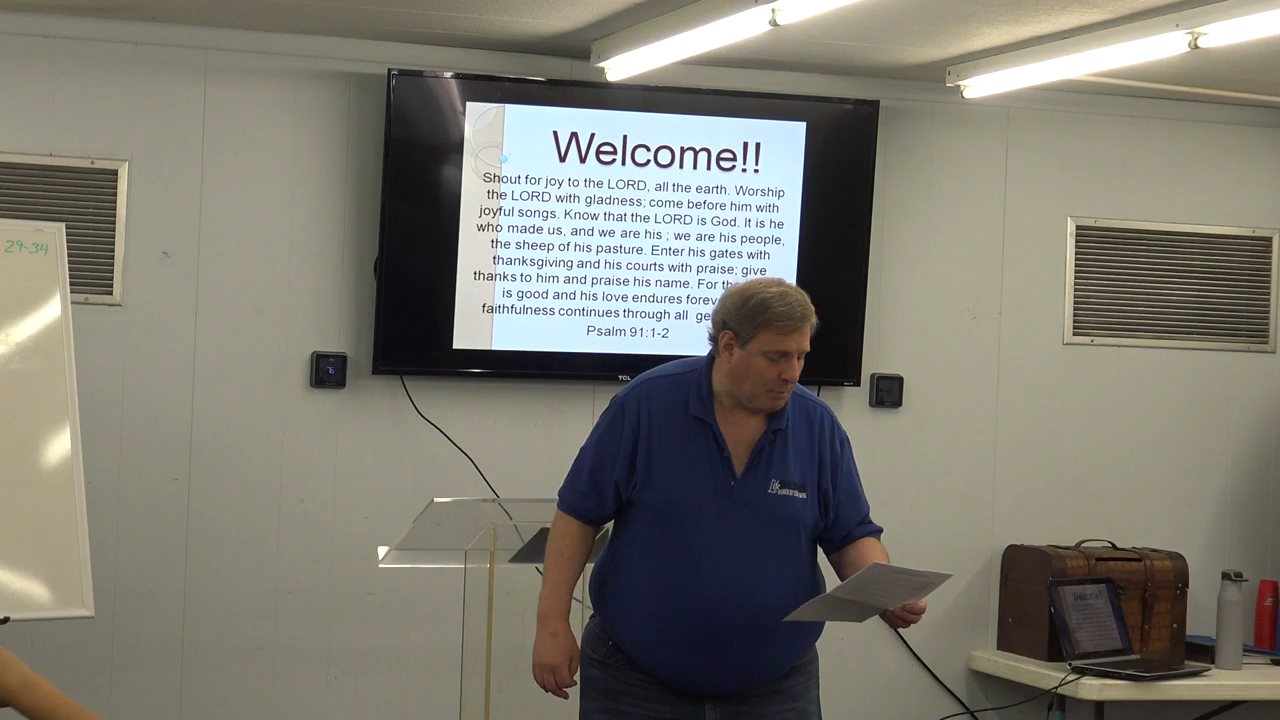 29-34
Welcome!!
Shout for joy to the LORD, all the earth. Worship
the LORD with gladness; come before him with
joyful songs. Know that the LORD is God. It is he
who made us, and we are his ; we are his people,
the sheep of his pasture. Enter his gates with
thanksgiving and his courts with praise; give
thanks to him and praise his name. For
is good and his love endures
faithfulness continues through all
Psalm 91:1-2
TCL
76
Life
Welcome!!